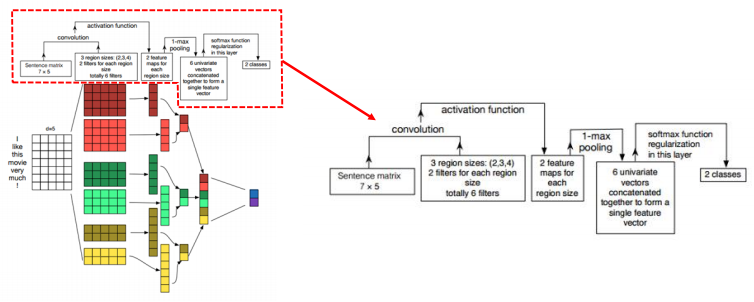 activation function
convolution
1-max
pooling
softmax function
regularization
in this layer
Sentence matrix
7 × 5
3 region sizes: (2,3,4)
2 filters for each region
size
totally 6 filters
2 feature
maps for
each
region size
6 univariate
vectors
concatenated
together to form a
single feature
vector
2 classes
d=5
I
like
this
movie
very
much
!
activation function
convolution
1-max
pooling
softmax function
regularization
in this layer
Sentence matrix
7 × 5
3 region sizes: (2,3,4)
2 filters for each region
size
totally 6 filters
2 feature
maps for
each
region size
6 univariate
vectors
concatenated
together to form a
single feature
vector
2 classes